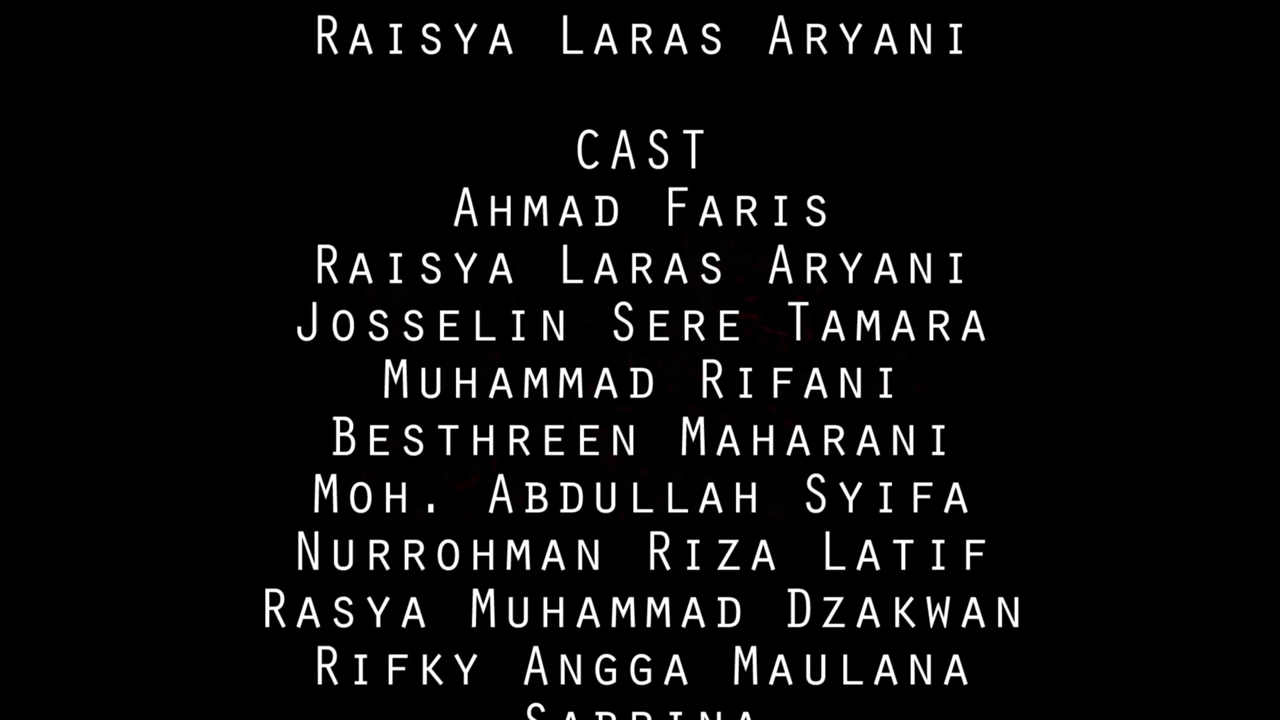 Raisya Laras Aryani
CAST
Ahmad Faris
Raisya Laras Aryani
Josselin Sere Tamara
Muhammad Rifani
Besthreen Maharani
Moh. Abdullah Syifa
Nurrohman Riza Latif
Rasya Muhammad Dzakwan
Rifky Angga Maulana